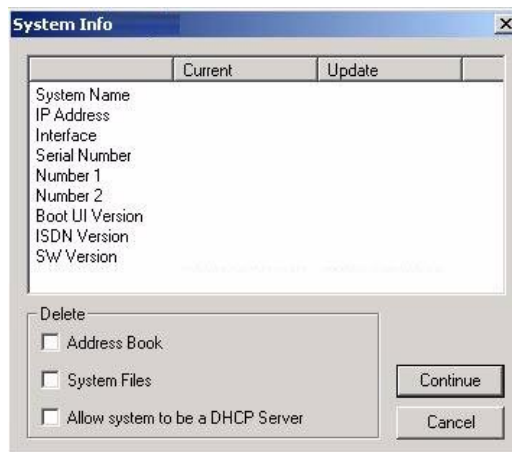 System Info
Current Update
System Name
IP Address
Interface
Serial Number
Number 1
Number 2
Boot UI Version
ISDN Version
SW Version
Delete
Address Book
System Files
Allow system to be a DHCP Server
Continue
Cancel